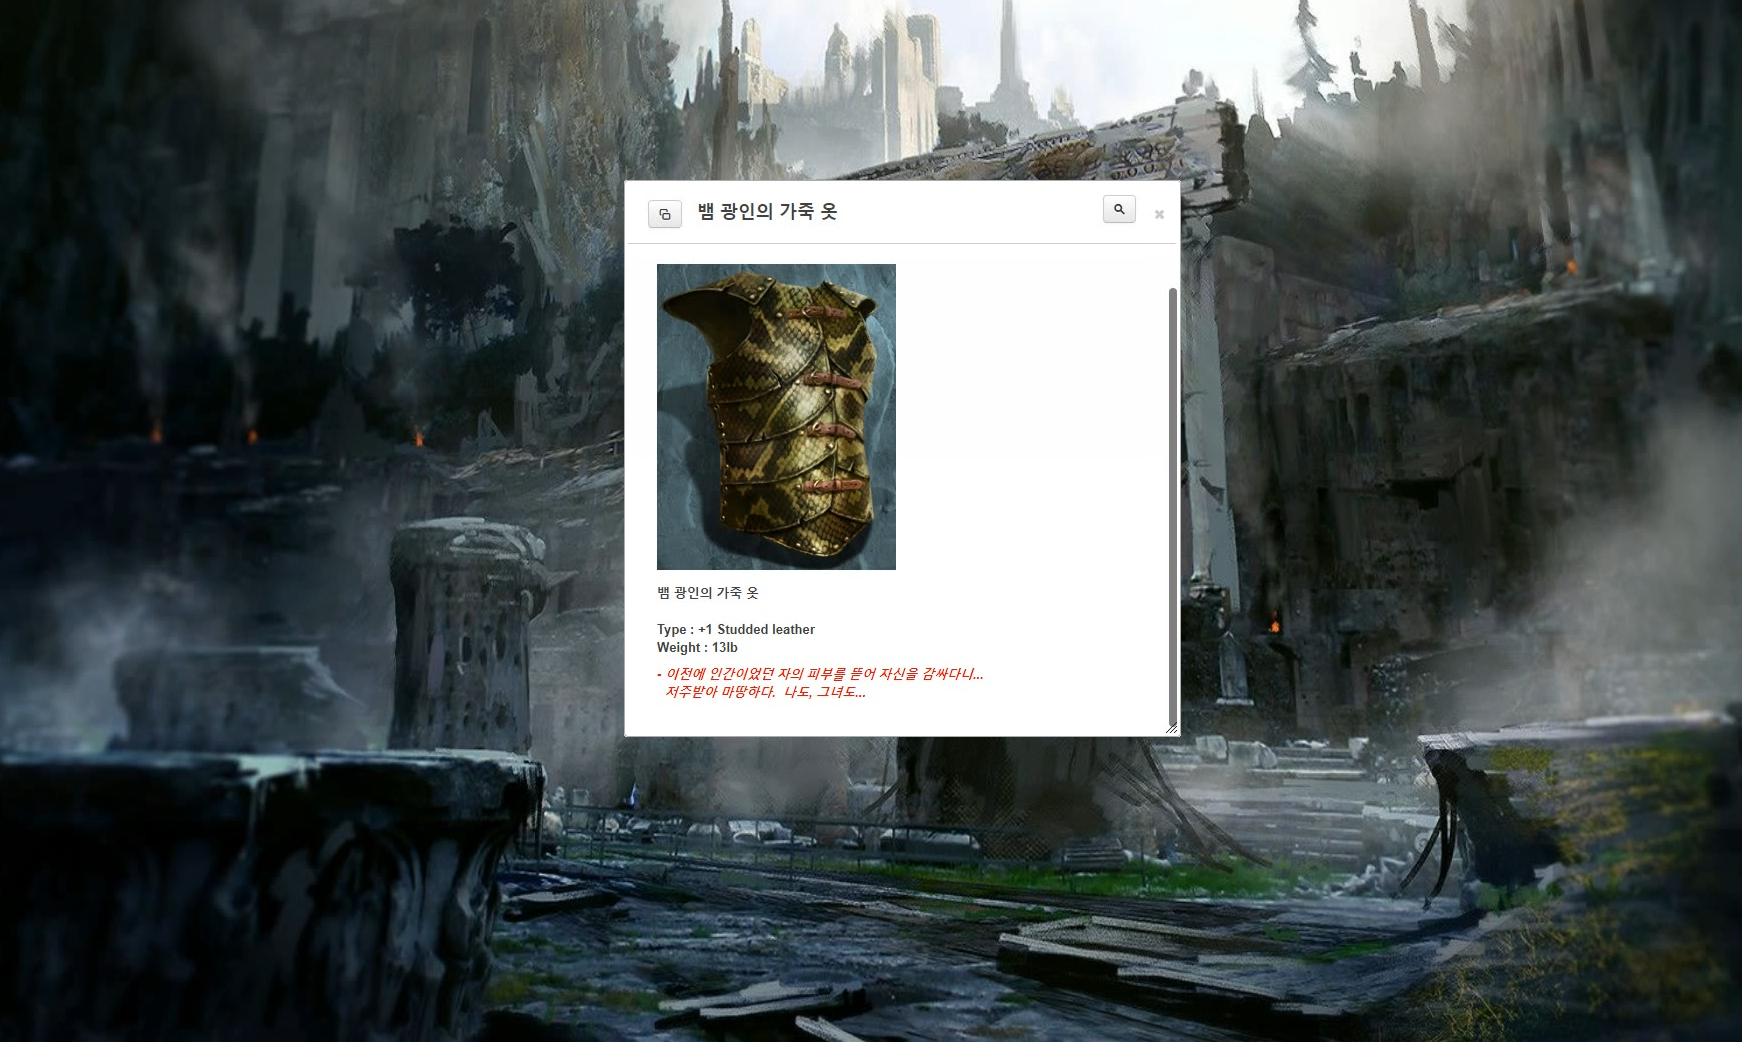 뱀 광인의 가죽 옷
뱀 광인의 가죽 옷
Type : +1 Studded leather
Weight : 13lb
- 이전에 인간이었던 자의 피부를 뜯어 자신을 감싸다니...
저주받아 마땅하다. 나도, 그녀도...